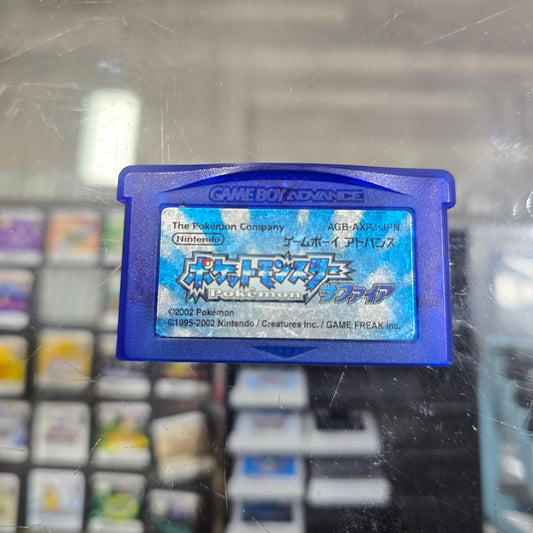 GAME BOY ADVANCE
The Pokémon Company AGB-AXPJ-JPN
Nintendo ゲームボーイ アドバンス
ポケットモンスター
Pokémon サファイア
©2002 Pokémon
©1995-2002 Nintendo / Creatures Inc. / GAME FREAK inc.